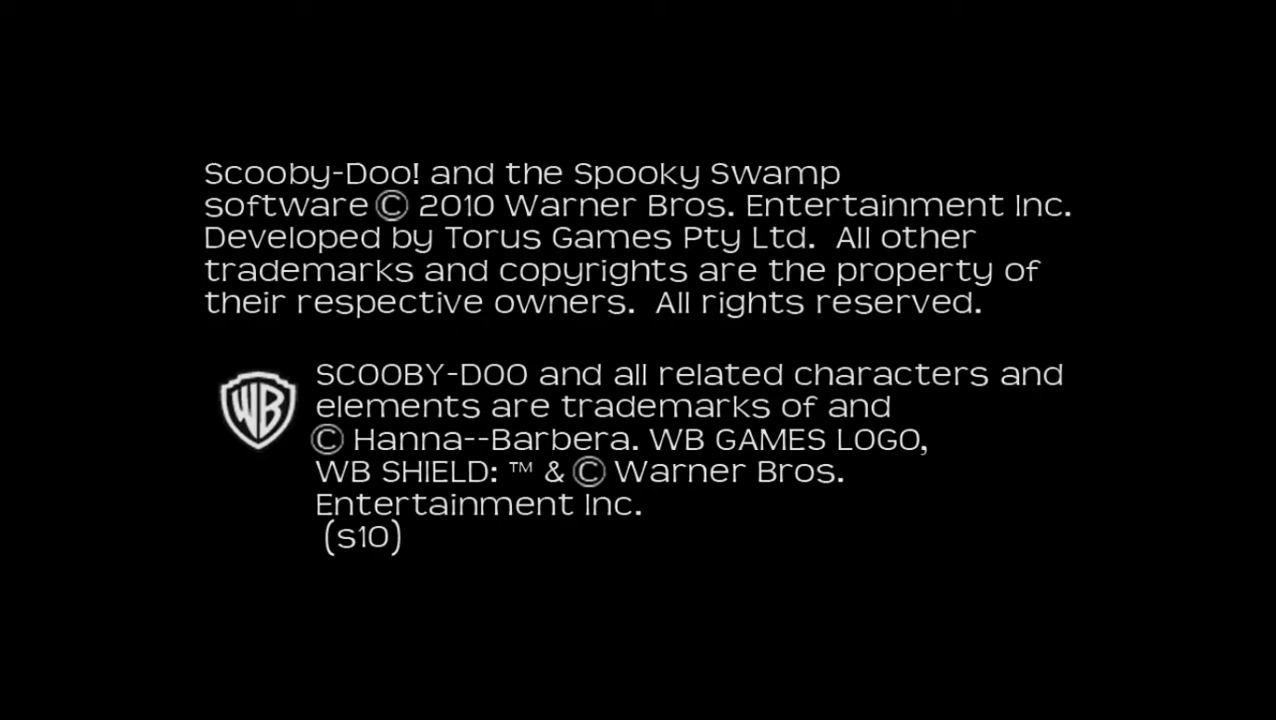 Scooby-Doo! and the Spooky Swamp
software © 2010 Warner Bros. Entertainment Inc.
Developed by Torus Games Pty Ltd.  All other
trademarks and copyrights are the property of
their respective owners.  All rights reserved.
WB
SCOOBY-DOO and all related characters and
elements are trademarks of and
© Hanna--Barbera. WB GAMES LOGO,
WB SHIELD: ™ & © Warner Bros.
Entertainment Inc.
(s10)